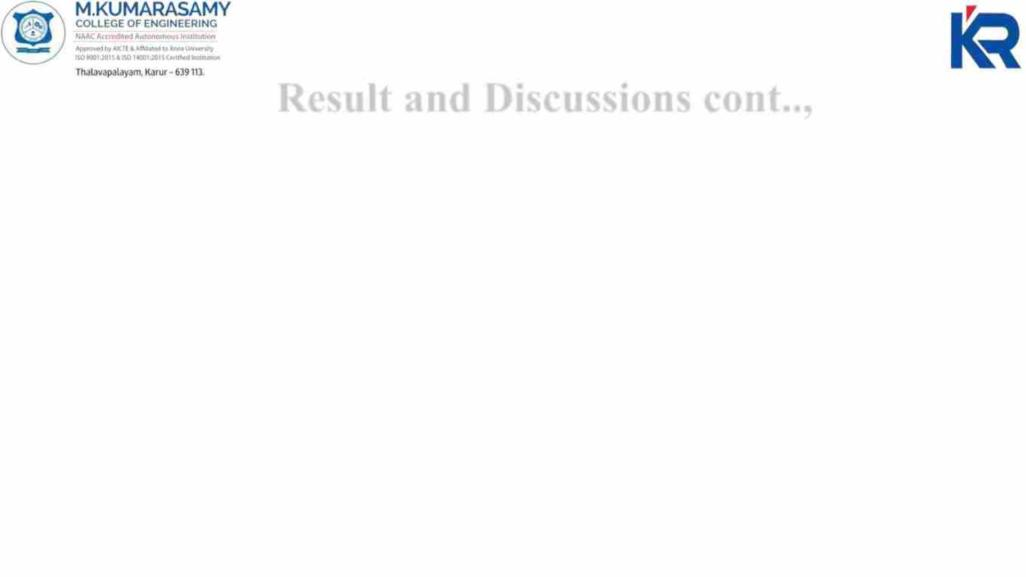 M.KUMARASAMY
COLLEGE OF ENGINEERING
NAAC Accredited Autonomous Institution
Approved by AICTE & Affiliated to Anna University
ISO 9001:2015 & ISO 14001:2015 Certified Institution
Thalavapalayam, Karur - 639 113.
KR
Result and Discussions cont..,